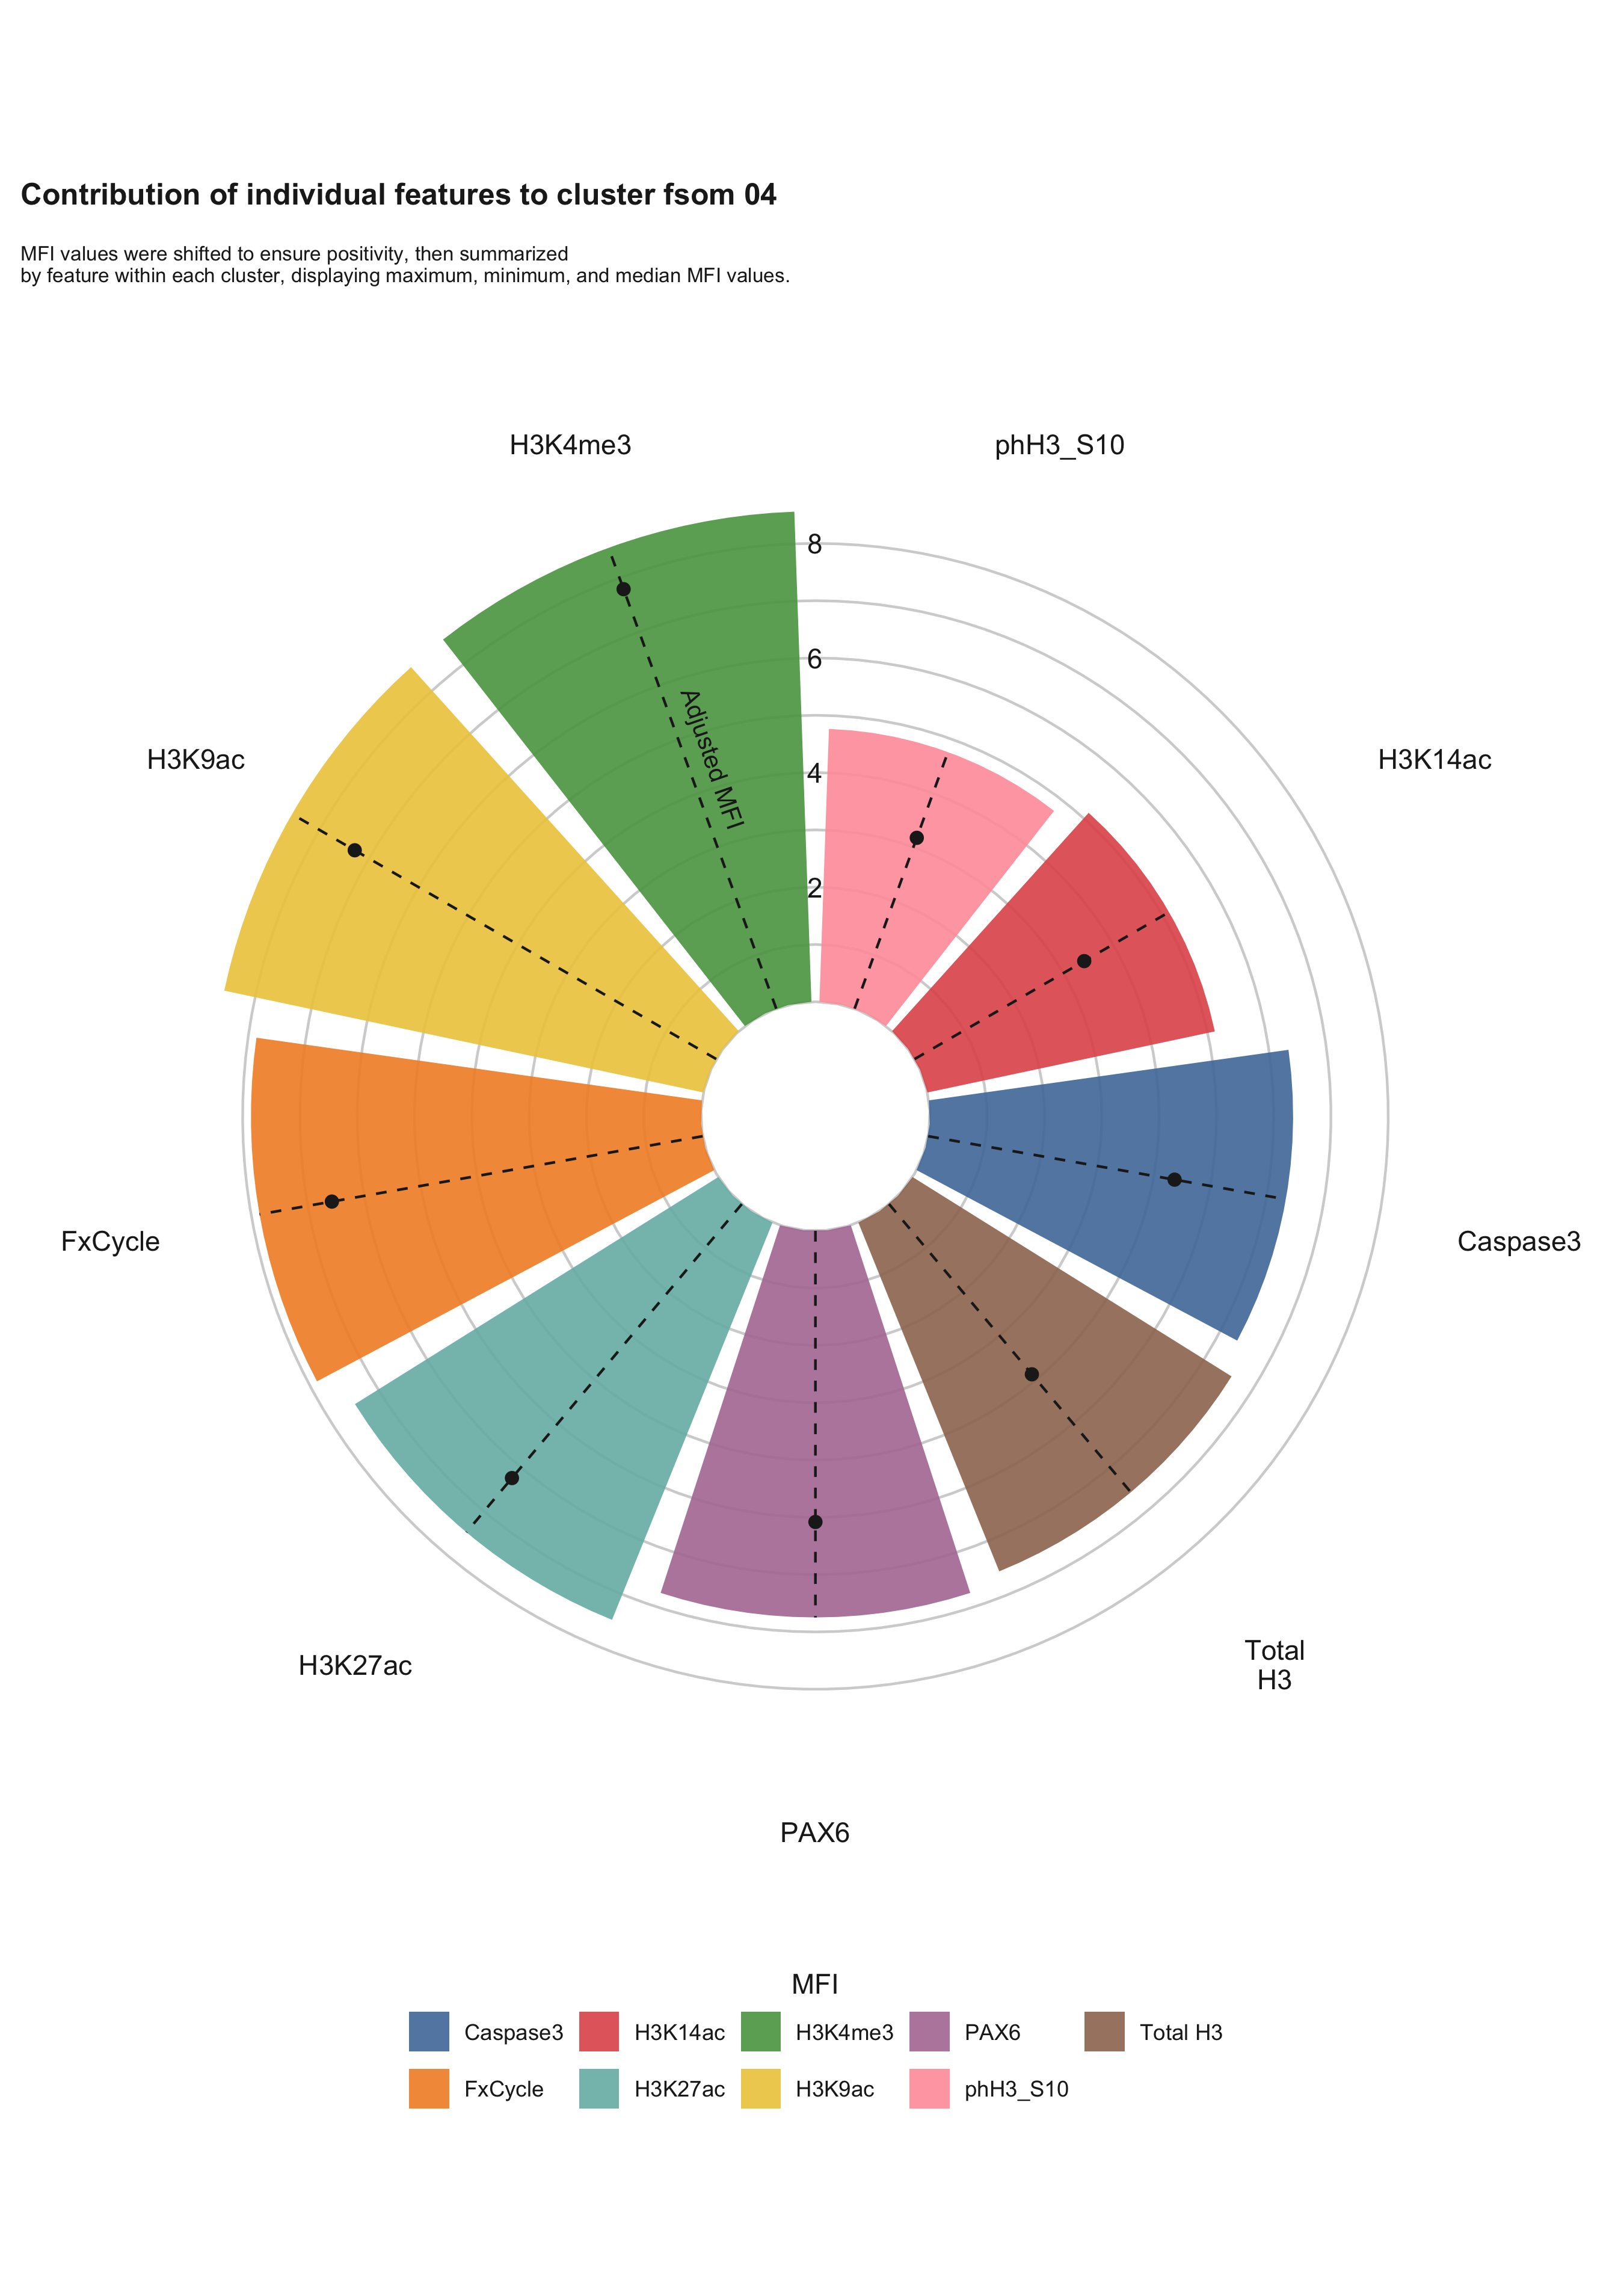 Contribution of individual features to cluster fsom 04
MFI values were shifted to ensure positivity, then summarized
by feature within each cluster, displaying maximum, minimum, and median MFI values.
H3K4me3
phH3_S10
8
6
Adjusted MFI
H3K9ac
H3K14ac
4
2
FxCycle
Caspase3
H3K27ac
Total
H3
PAX6
MFI
Caspase3
H3K14ac
H3K4me3
PAX6
Total H3
FxCycle
H3K27ac
H3K9ac
phH3_S10